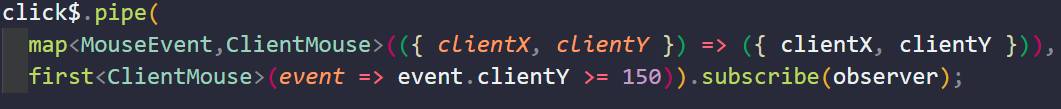 click$.pipe(
map<MouseEvent,ClientMouse>(({ clientX, clientY }) => ({ clientX, clientY })),
first<ClientMouse>(event => event.clientY >= 150)).subscribe(observer);